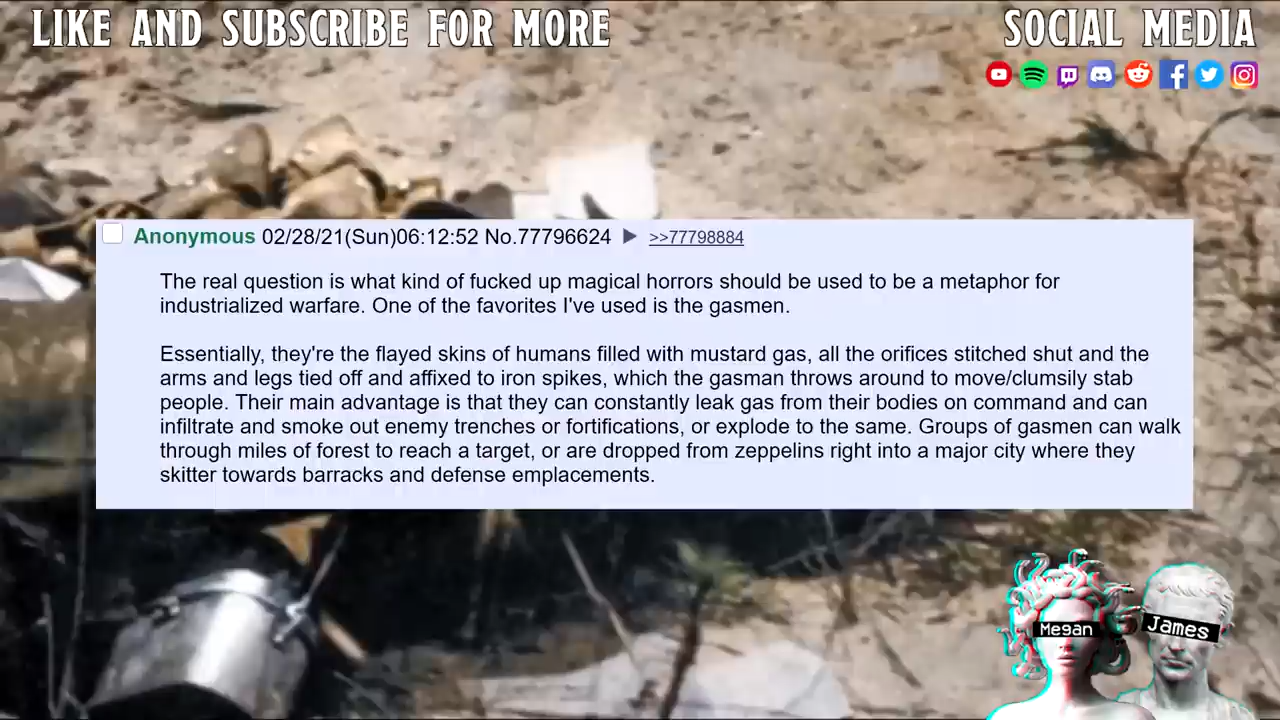 LIKE AND SUBSCRIBE FOR MORE
SOCIAL MEDIA
Anonymous 02/28/21(Sun)06:12:52 No.77796624 ▶ >>77798884
The real question is what kind of fucked up magical horrors should be used to be a metaphor for
industrialized warfare. One of the favorites I've used is the gasmen.
Essentially, they're the flayed skins of humans filled with mustard gas, all the orifices stitched shut and the
arms and legs tied off and affixed to iron spikes, which the gasman throws around to move/clumsily stab
people. Their main advantage is that they can constantly leak gas from their bodies on command and can
infiltrate and smoke out enemy trenches or fortifications, or explode to the same. Groups of gasmen can walk
through miles of forest to reach a target, or are dropped from zeppelins right into a major city where they
skitter towards barracks and defense emplacements.
Megan
James